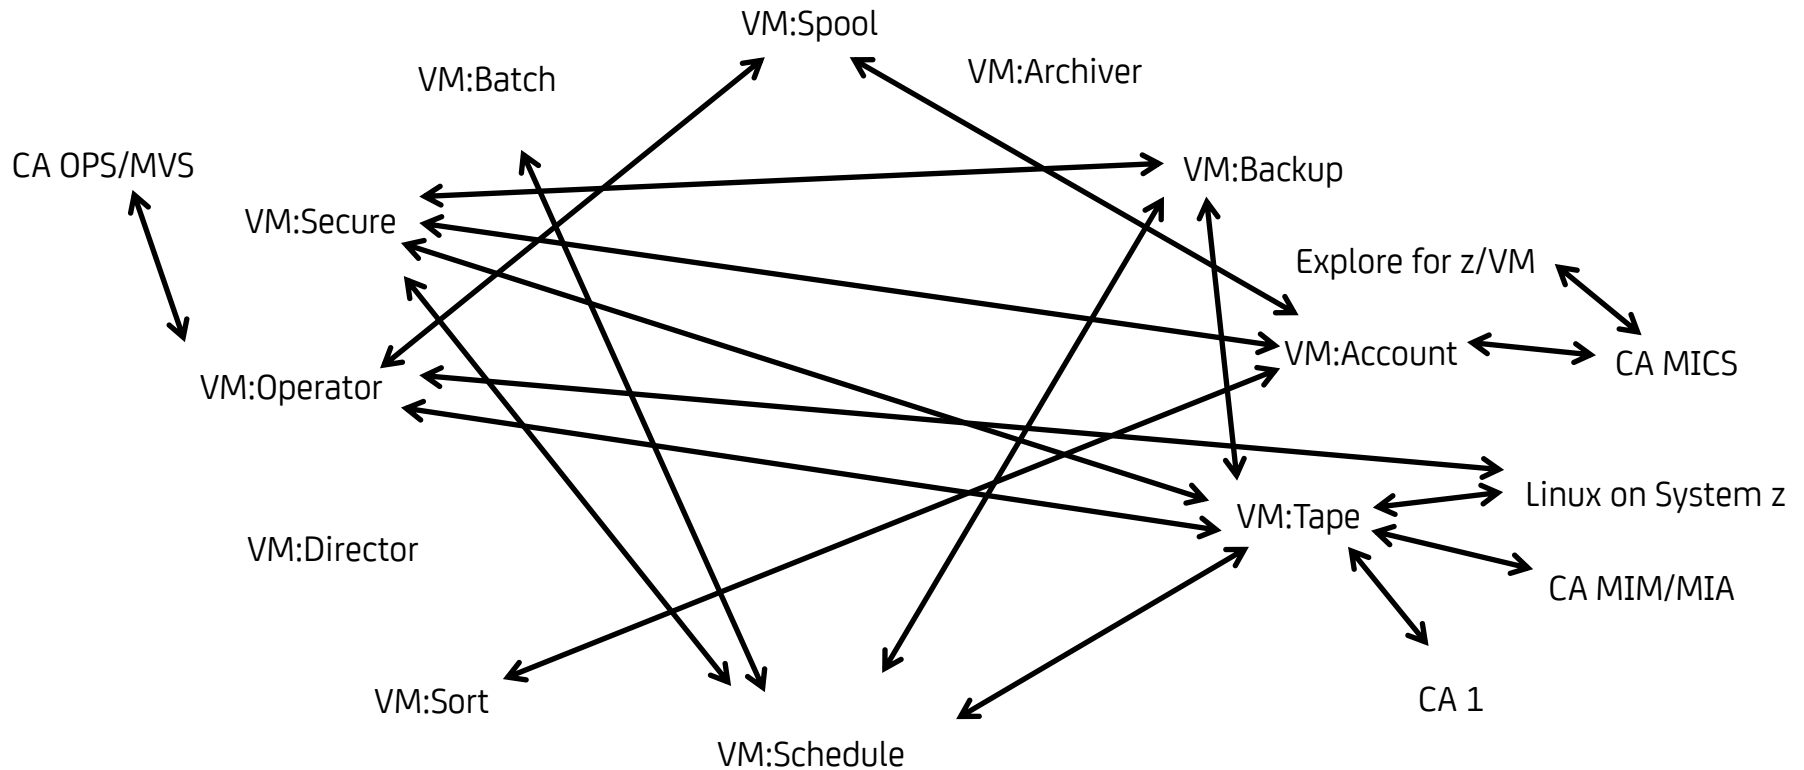 VM:Spool
VM:Batch
VM:Archiver
CA OPS/MVS
VM:Backup
VM:Secure
Explore for z/VM
VM:Account
CA MICS
VM:Operator
Linux on System z
VM:Tape
VM:Director
CA MIM/MIA
VM:Sort
CA 1
VM:Schedule